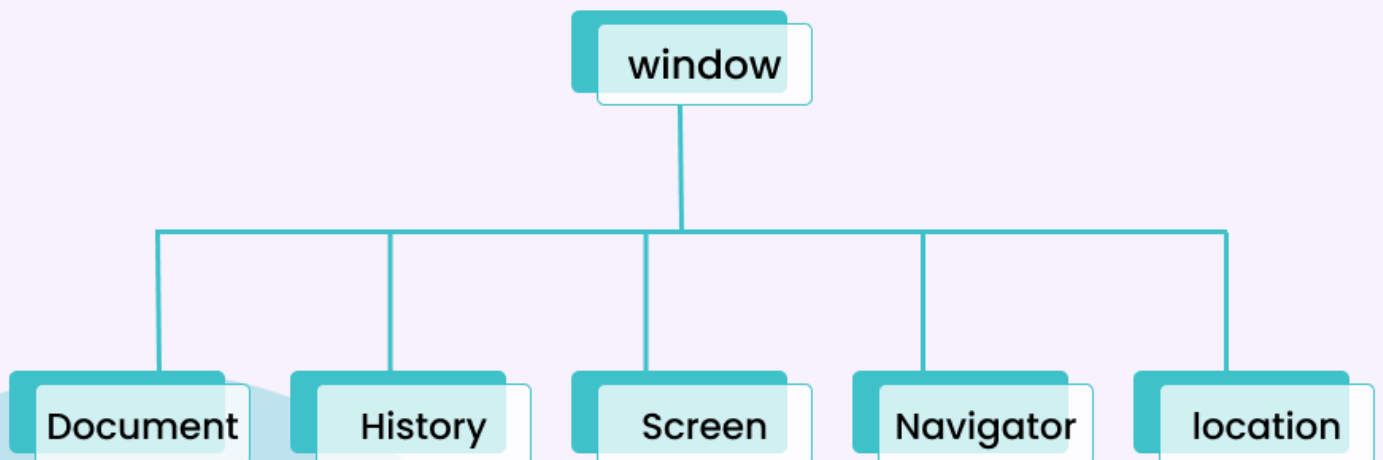 window
Document
History
Screen
Navigator
location